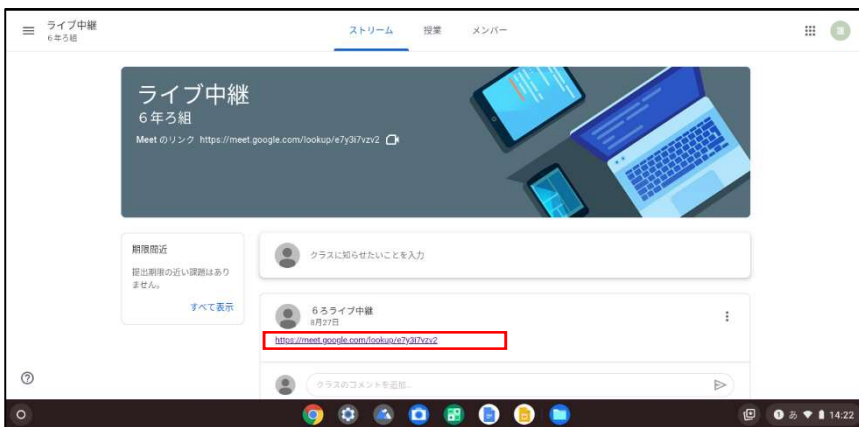 ライブ中継
6年ろ組
ストリーム 授業 メンバー
ライブ中継
6年ろ組
Meet のリンク https://meet.google.com/lookup/e7y3i7vzv2
期限間近
提出期限の近い課題はあり
ません。
すべて表示
クラスに知らせたいことを入力
6ろライブ中継
8月27日
https://meet.google.com/lookup/e7y3i7vzv2
クラスのコメントを追加...
あ 14:22